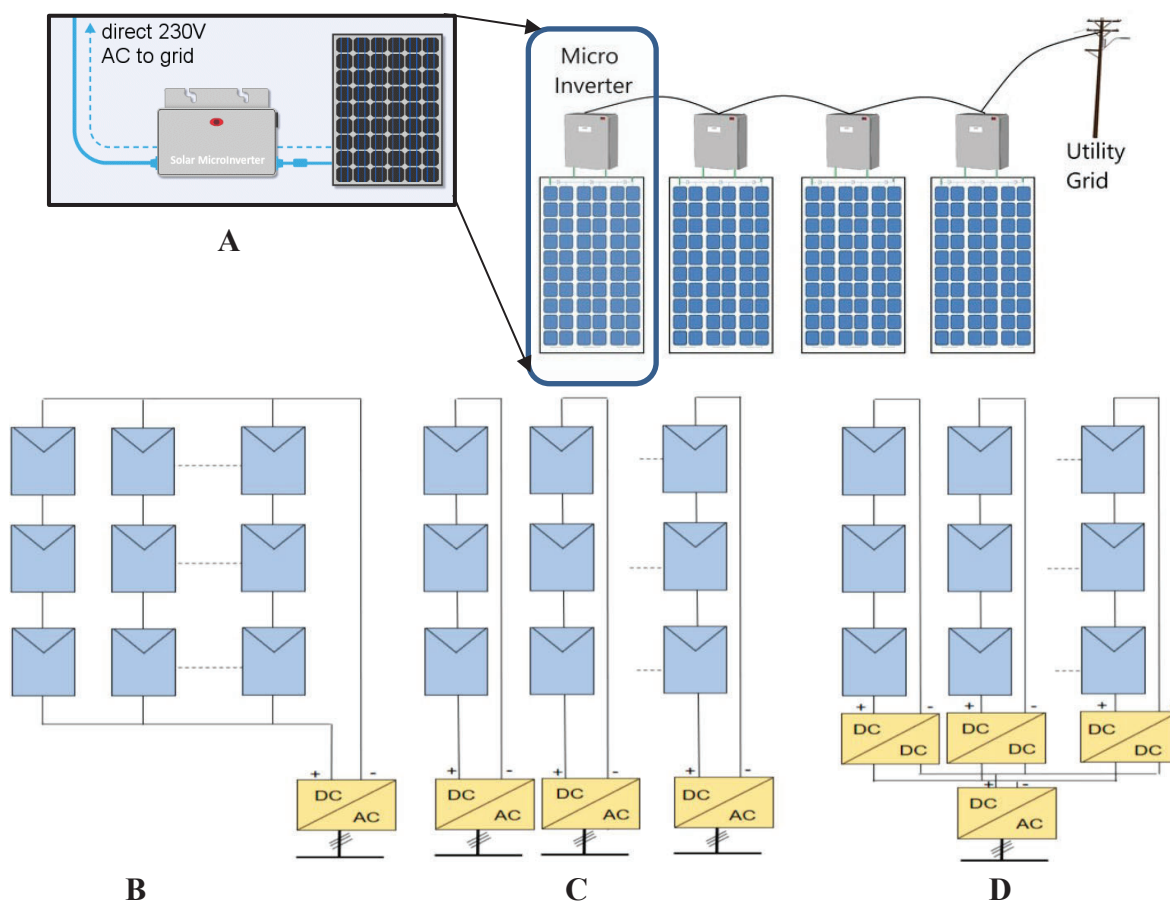 direct 230V
AC to grid
Solar MicroInverter
A
Micro
Inverter
Utility
Grid
+ -
DC
AC
B
+ -
DC
AC
+ -
DC
AC
+ -
DC
AC
C
+ -
DC
DC
+ -
DC
DC
+ -
DC
DC
+ -
DC
AC
D